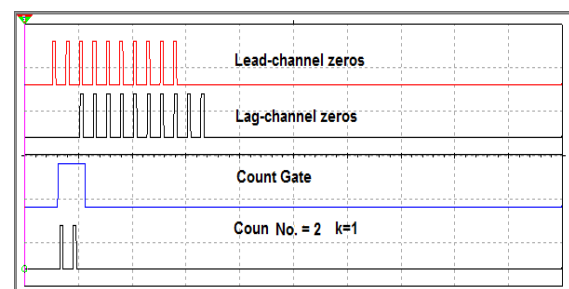 Lead-channel zeros
Lag-channel zeros
Count Gate
Coun No. = 2 k=1